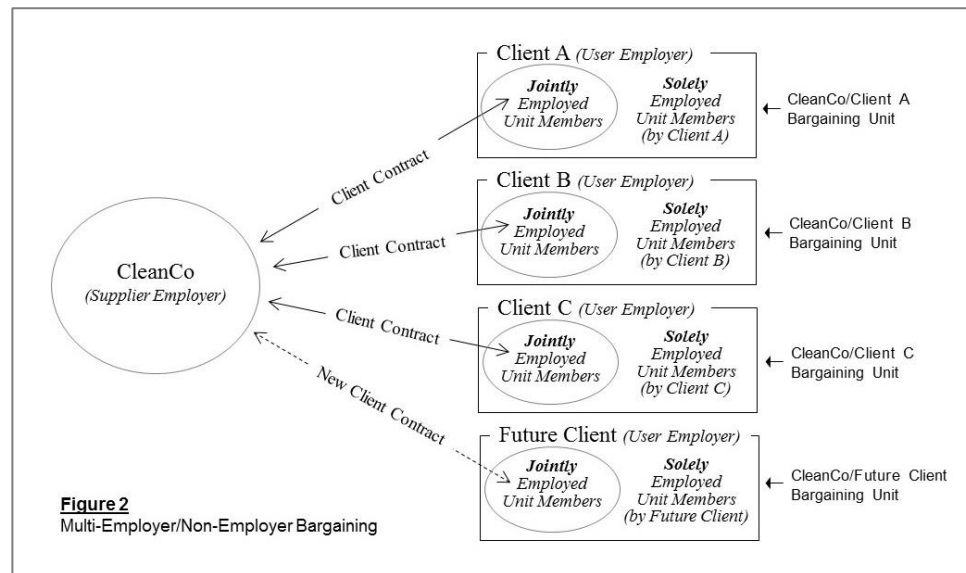 Client A (User Employer)
Jointly
Employed
Unit Members
Solely
Employed
Unit Members
(by Client A)
CleanCo/Client A
Bargaining Unit
Client Contract
Client B (User Employer)
Jointly
Employed
Unit Members
Solely
Employed
Unit Members
(by Client B)
CleanCo/Client B
Bargaining Unit
Client Contract
CleanCo
(Supplier Employer)
Client C (User Employer)
Jointly
Employed
Unit Members
Solely
Employed
Unit Members
(by Client C)
CleanCo/Client C
Bargaining Unit
Client Contract
New Client Contract
Future Client (User Employer)
Jointly
Employed
Unit Members
Solely
Employed
Unit Members
(by Future Client)
CleanCo/Future Client
Bargaining Unit
Figure 2
Multi-Employer/Non-Employer Bargaining